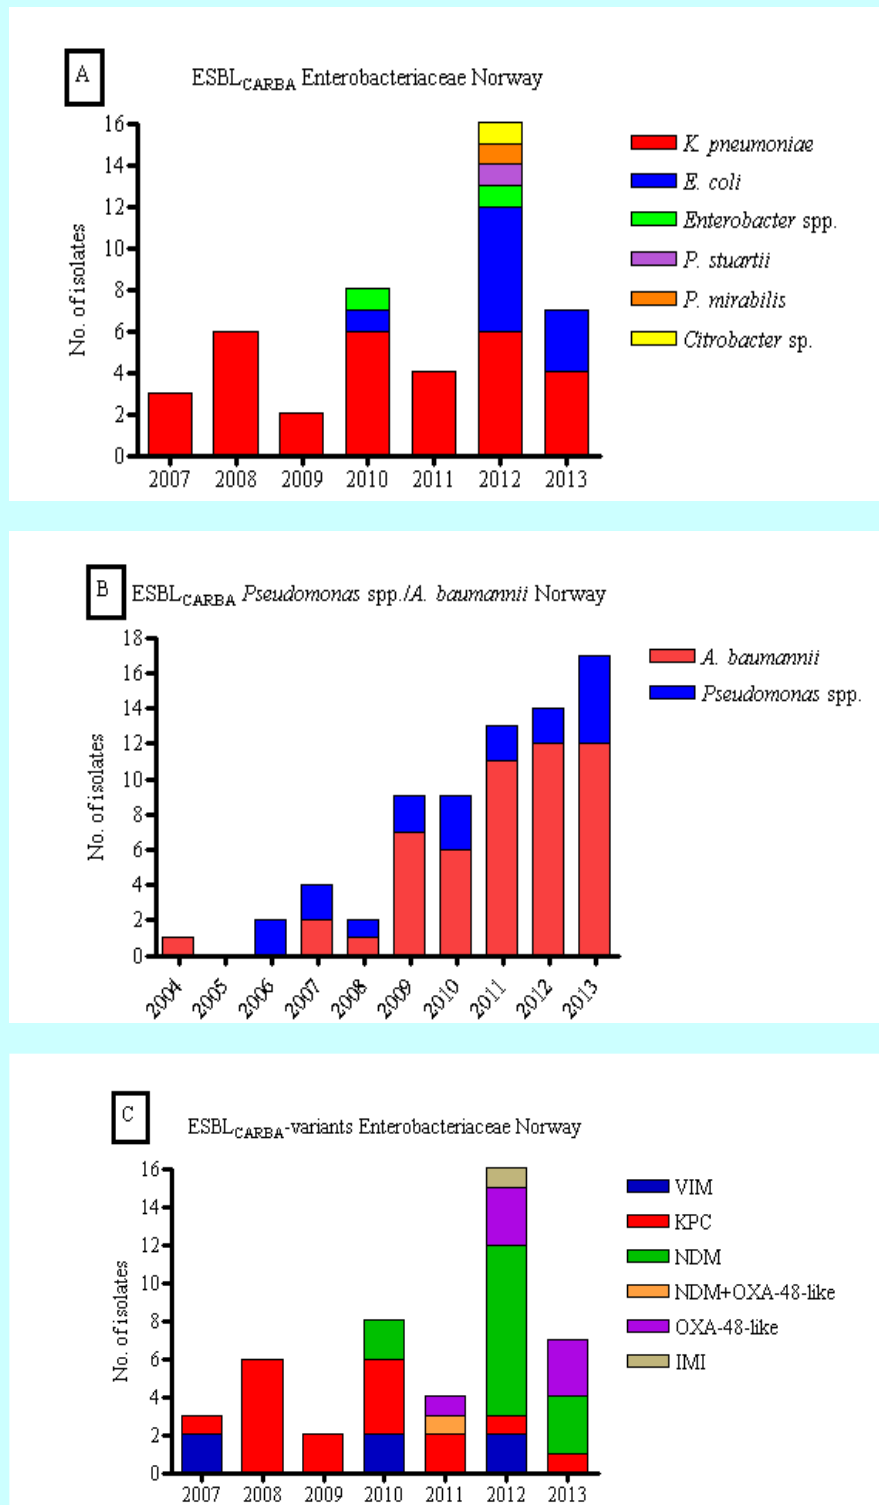 A
ESBLCARBA Enterobacteriaceae Norway
16
14
12
10
8
6
4
2
0
No. of isolates
2007 2008 2009 2010 2011 2012 2013
K. pneumoniae
E. coli
Enterobacter spp.
P. stuartii
P. mirabilis
Citrobacter sp.
B
ESBLCARBA Pseudomonas spp./A. baumannii Norway
18
16
14
12
10
8
6
4
2
0
No. of isolates
2004 2005 2006 2007 2008 2009 2010 2011 2012 2013
A. baumannii
Pseudomonas spp.
C
ESBLCARBA-variants Enterobacteriaceae Norway
16
14
12
10
8
6
4
2
0
No. of isolates
2007 2008 2009 2010 2011 2012 2013
VIM
KPC
NDM
NDM+OXA-48-like
OXA-48-like
IMI